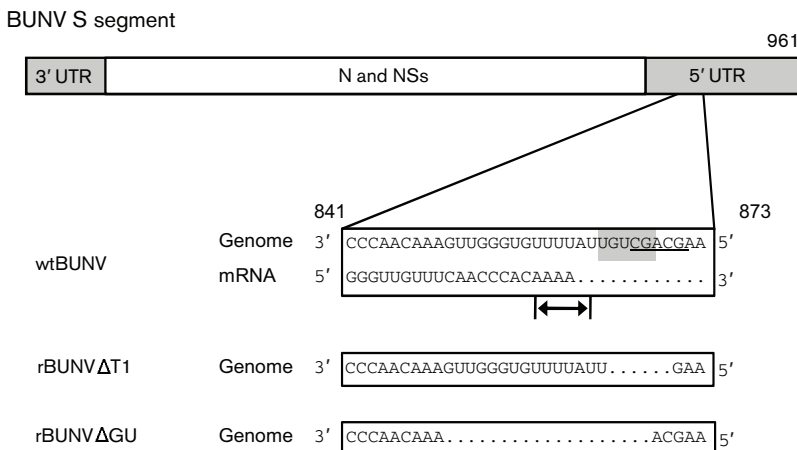 BUNV S segment
961
3′ UTR N and NSs 5′ UTR
841 873
wtBUNV
Genome 3′ CCCAACAAAGUUGGGUGUUUUAUUGUCGACGAA 5′
mRNA 5′ GGGUUGUUUCAACCCACAAAA............ 3′
rBUNVΔT1 Genome 3′ CCCAACAAAGUUGGGUGUUUUAUU......GAA 5′
rBUNVΔGU Genome 3′ CCCAACAAA...................ACGAA 5′